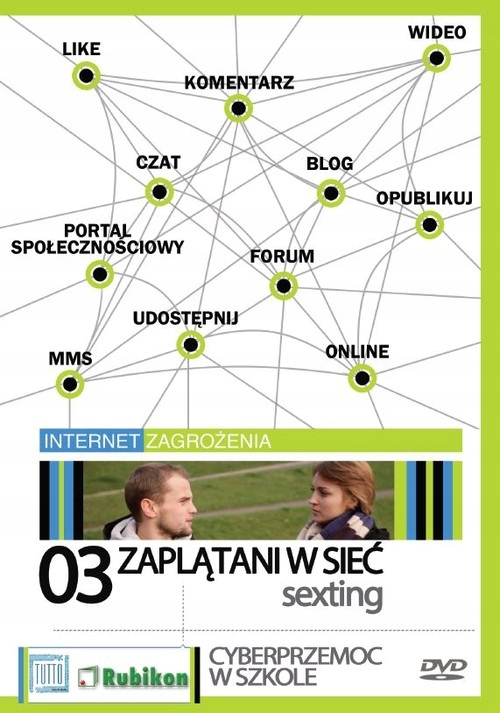 LIKE
WIDEO
KOMENTARZ
CZAT
BLOG
OPUBLIKUJ
PORTAL
SPOŁECZNOŚCIOWY
FORUM
UDOSTĘPNIJ
ONLINE
MMS
INTERNET ZAGROŻENIA
03 ZAPLĄTANI W SIEĆ
sexting
TUTTO
Rubikon
CYBERPRZEMOC
W SZKOLE
DVD